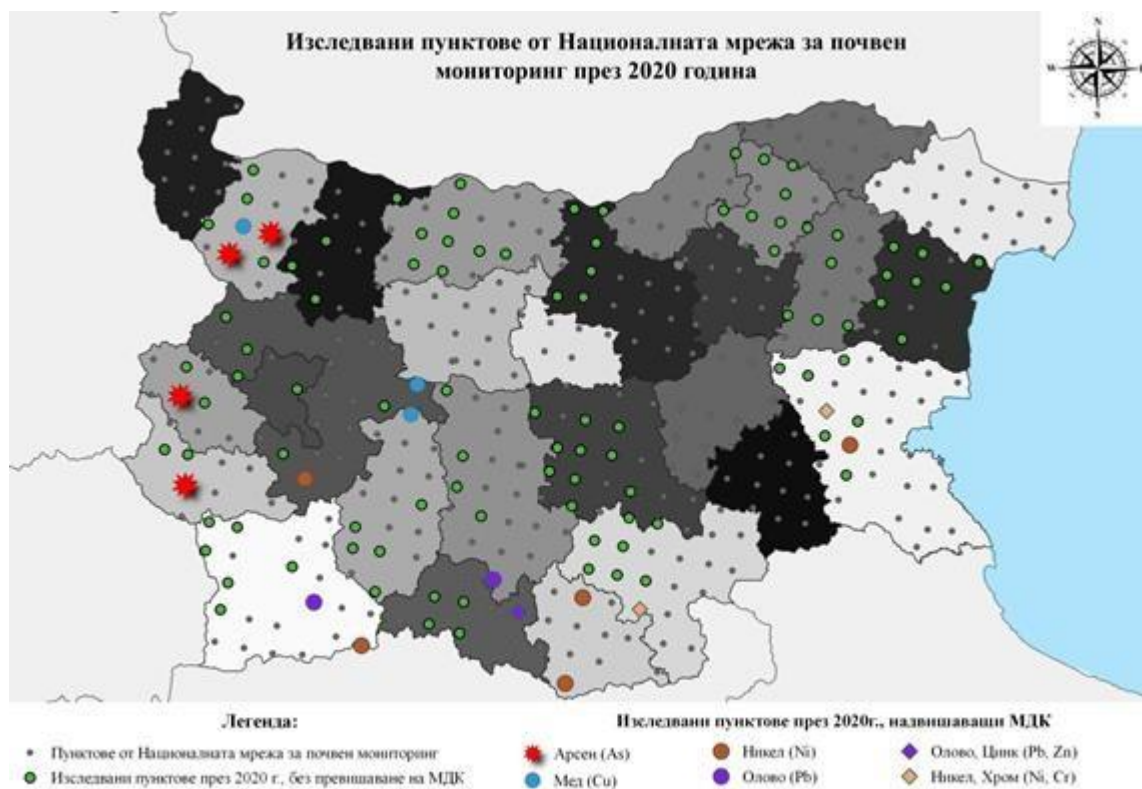 Изследвани пунктове от Националната мрежа за почвен
мониторинг през 2020 година
N
W
Легенда:
Пунктове от Националната мрежа за почвен мониторинг
Изследвани пунктове през 2020 г., без превишаване на МДК
Изследвани пунктове през 2020г., надвишаващи МДК
Арсен (As)
Мед (Cu)
Никел (Ni)
Олово (Pb)
Олово, Цинк (Pb, Zn)
Никел, Хром (Ni, Cr)